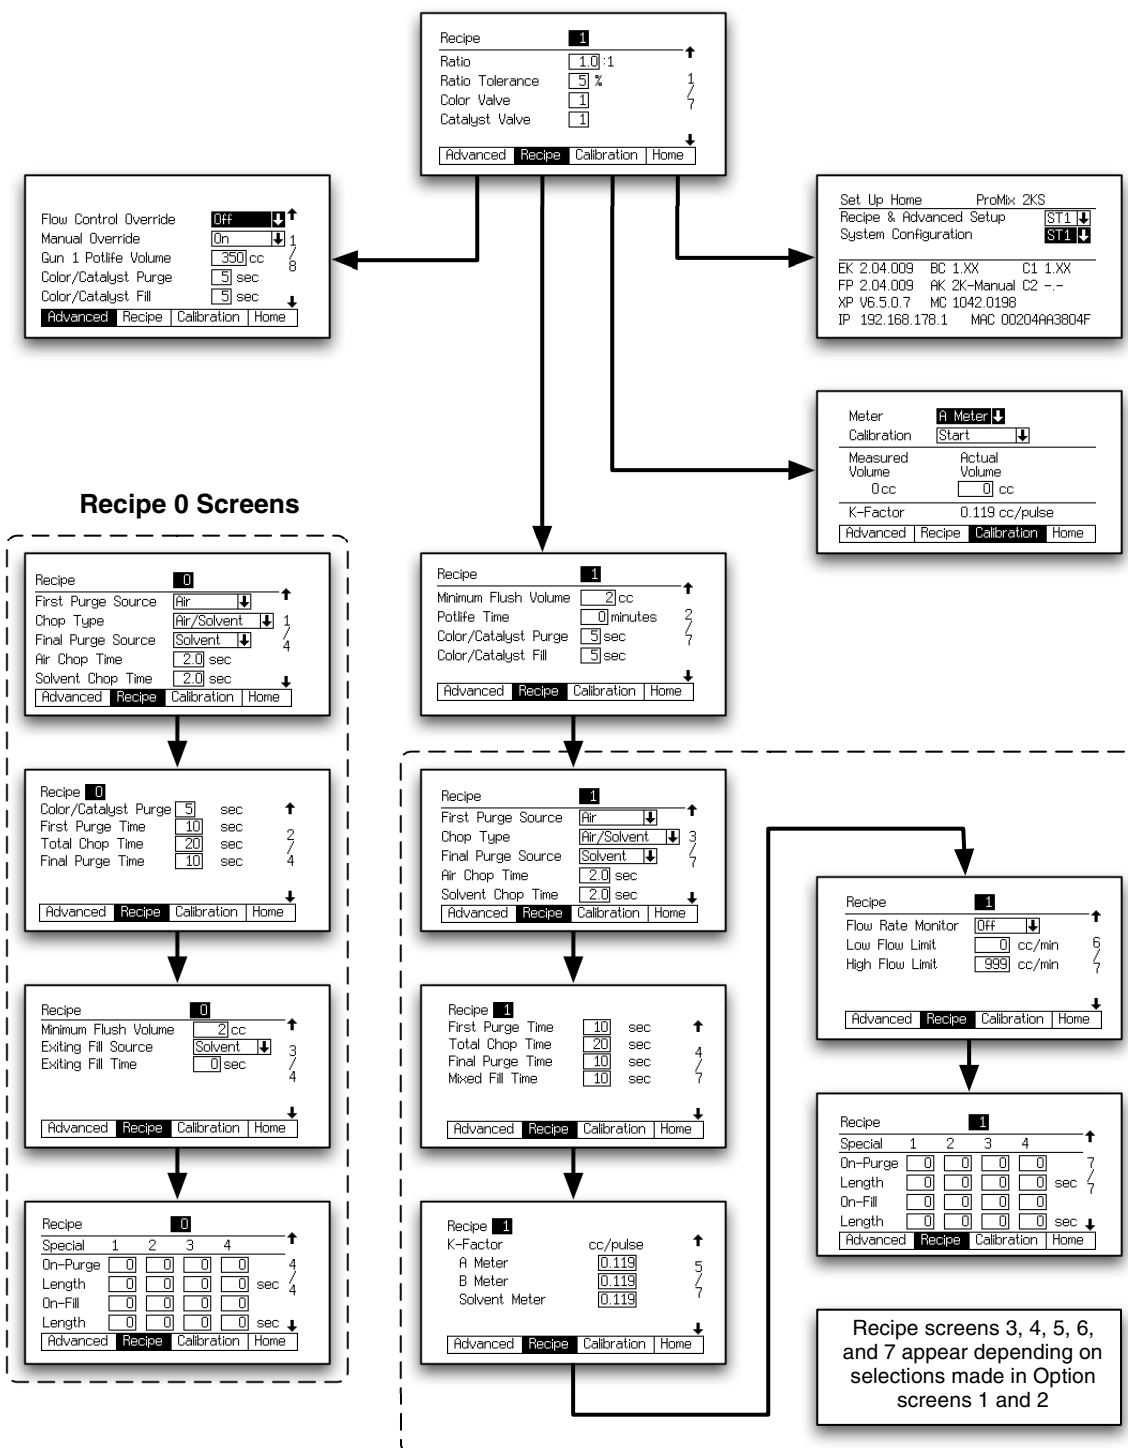 Recipe 1
Ratio 1.0 :1
Ratio Tolerance 5 %
Color Valve 1
Catalyst Valve 1
1/7
Advanced Recipe Calibration Home
Flow Control Override Off
Manual Override On
Gun 1 Potlife Volume 350 cc
Color/Catalyst Purge 5 sec
Color/Catalyst Fill 5 sec
1/8
Advanced Recipe Calibration Home
Set Up Home ProMix 2KS
Recipe & Advanced Setup ST1
System Configuration ST1
EK 2.04.009 BC 1.XX C1 1.XX
FP 2.04.009 AK 2K-Manual C2 -.-
XP V6.5.0.7 MC 1042.0198
IP 192.168.178.1 MAC 00204AA3804F
Meter A Meter
Calibration Start
Measured Actual
Volume Volume
0cc 0 cc
K-Factor 0.119 cc/pulse
Advanced Recipe Calibration Home
Recipe 0 Screens
Recipe 0
First Purge Source Air
Chop Type Air/Solvent
Final Purge Source Solvent
Air Chop Time 2.0 sec
Solvent Chop Time 2.0 sec
1/4
Advanced Recipe Calibration Home
Recipe 0
Color/Catalyst Purge 5 sec
First Purge Time 10 sec
Total Chop Time 20 sec
Final Purge Time 10 sec
2/4
Advanced Recipe Calibration Home
Recipe 0
Minimum Flush Volume 2 cc
Exiting Fill Source Solvent
Exiting Fill Time 0 sec
3/4
Advanced Recipe Calibration Home
Recipe 0
Special 1 2 3 4
On-Purge 0 0 0 0
Length 0 0 0 0 sec
On-Fill 0 0 0 0
Length 0 0 0 0 sec
4/4
Advanced Recipe Calibration Home
Recipe 1
Minimum Flush Volume 2 cc
Potlife Time 0 minutes
Color/Catalyst Purge 5 sec
Color/Catalyst Fill 5 sec
2/7
Advanced Recipe Calibration Home
Recipe 1
First Purge Source Air
Chop Type Air/Solvent
Final Purge Source Solvent
Air Chop Time 2.0 sec
Solvent Chop Time 2.0 sec
3/7
Advanced Recipe Calibration Home
Recipe 1
First Purge Time 10 sec
Total Chop Time 20 sec
Final Purge Time 10 sec
Mixed Fill Time 10 sec
4/7
Advanced Recipe Calibration Home
Recipe 1
K-Factor cc/pulse
A Meter 0.119
B Meter 0.119
Solvent Meter 0.119
5/7
Advanced Recipe Calibration Home
Recipe 1
Flow Rate Monitor Off
Low Flow Limit 0 cc/min
High Flow Limit 999 cc/min
6/7
Advanced Recipe Calibration Home
Recipe 1
Special 1 2 3 4
On-Purge 0 0 0 0
Length 0 0 0 0 sec
On-Fill 0 0 0 0
Length 0 0 0 0 sec
7/7
Advanced Recipe Calibration Home
Recipe screens 3, 4, 5, 6,
and 7 appear depending on
selections made in Option
screens 1 and 2